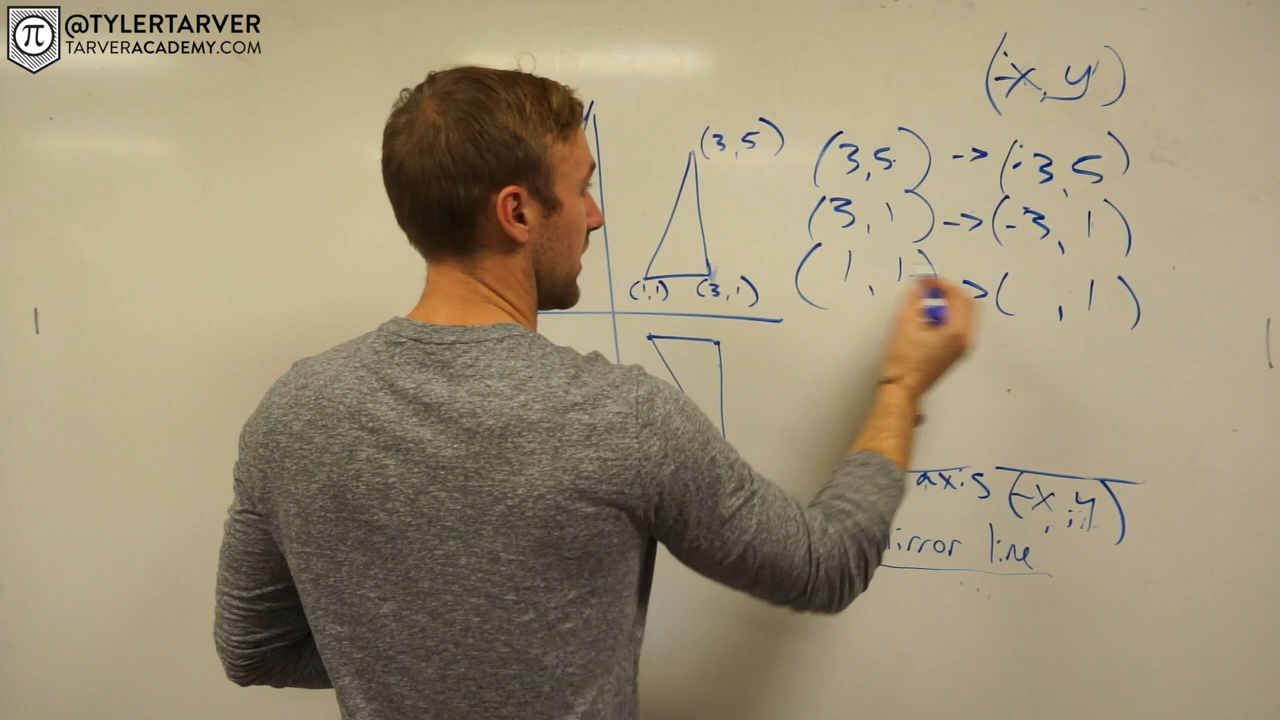 @TYLERTARVER
TARVERACADEMY.COM
(-x, y)
(3,5)
(1,1) (3,1)
(3,5) -> (-3,5)
(3,1) -> (-3,1)
(1,1) -> ( ,1)
axis (-x,y)
irror line